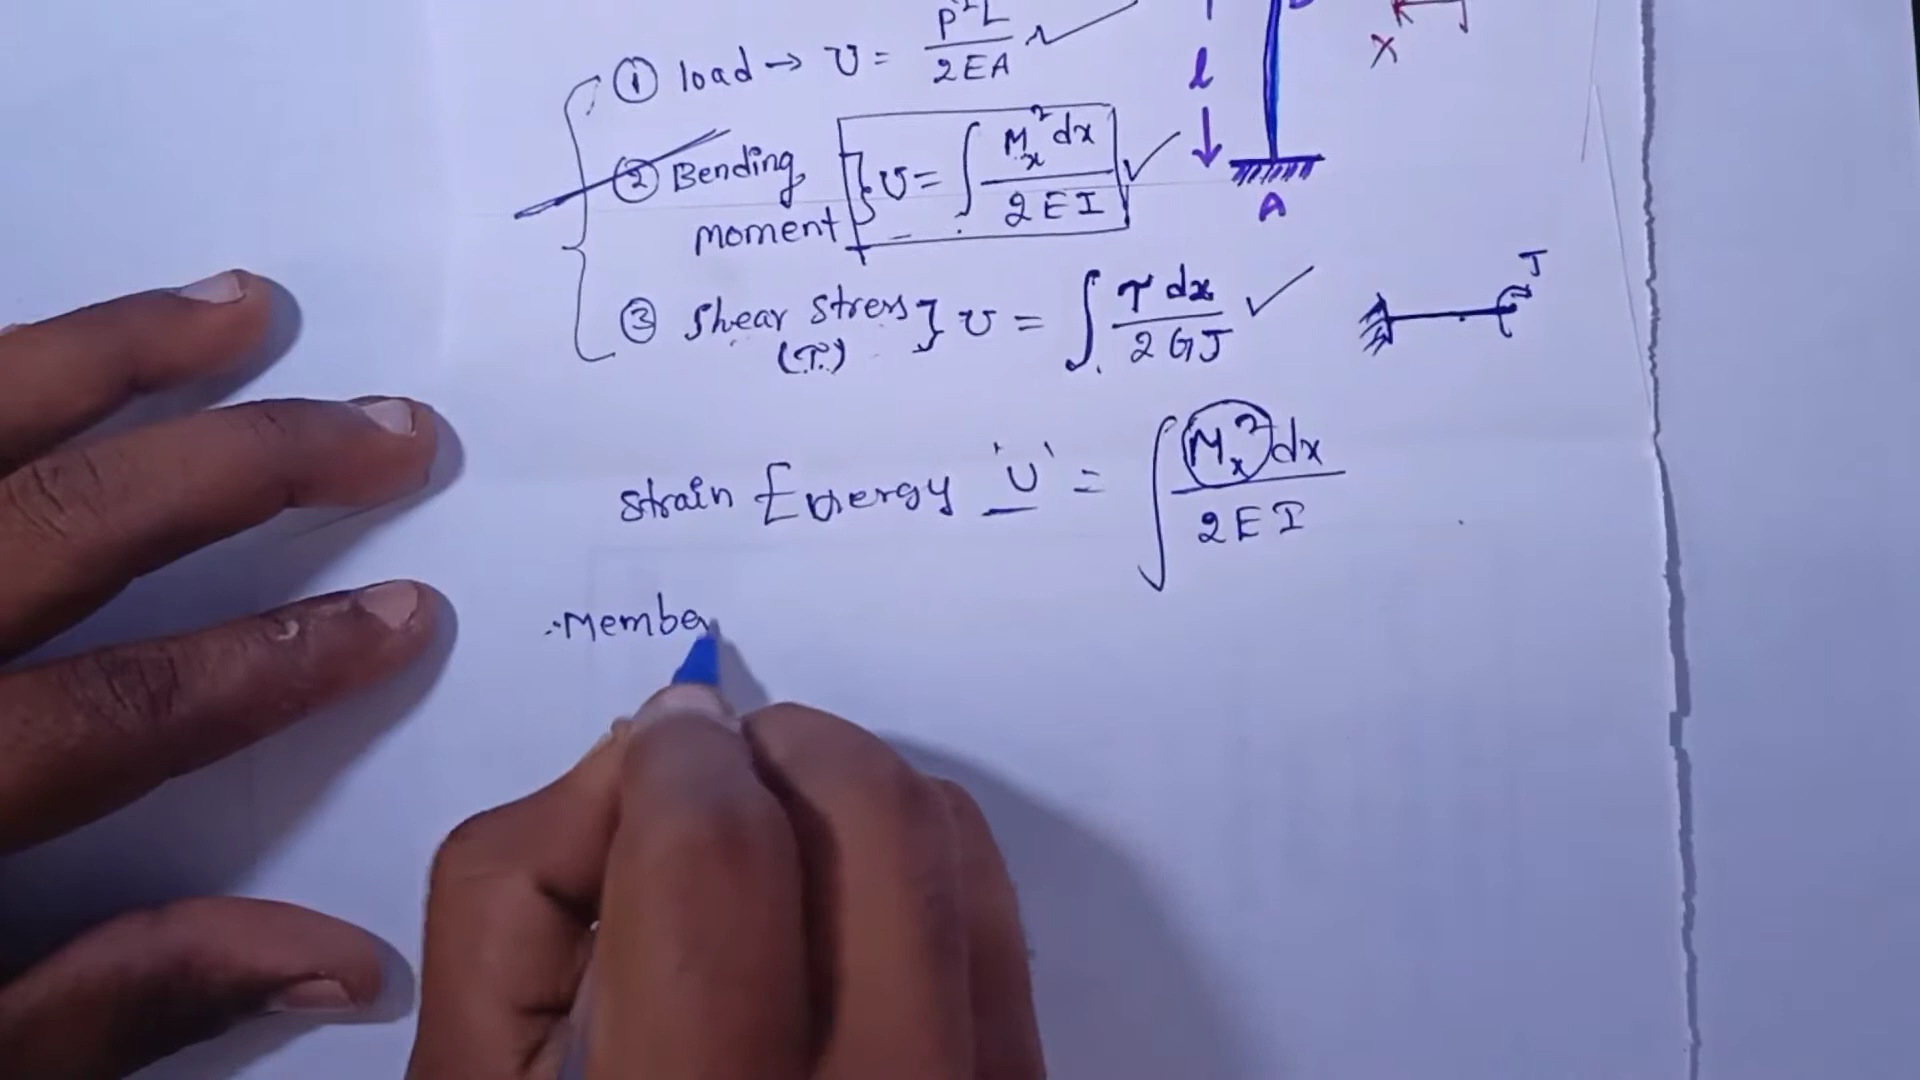 ① load → U = P²L / 2EA ✓
l
X
② Bending moment } U = ∫ Mx² dx / 2EI ✓
A
③ Shear stress (τ) } U = ∫ τ dx / 2GJ ✓
J
Strain Energy 'U' = ∫ Mx² dx / 2EI
∴ Member